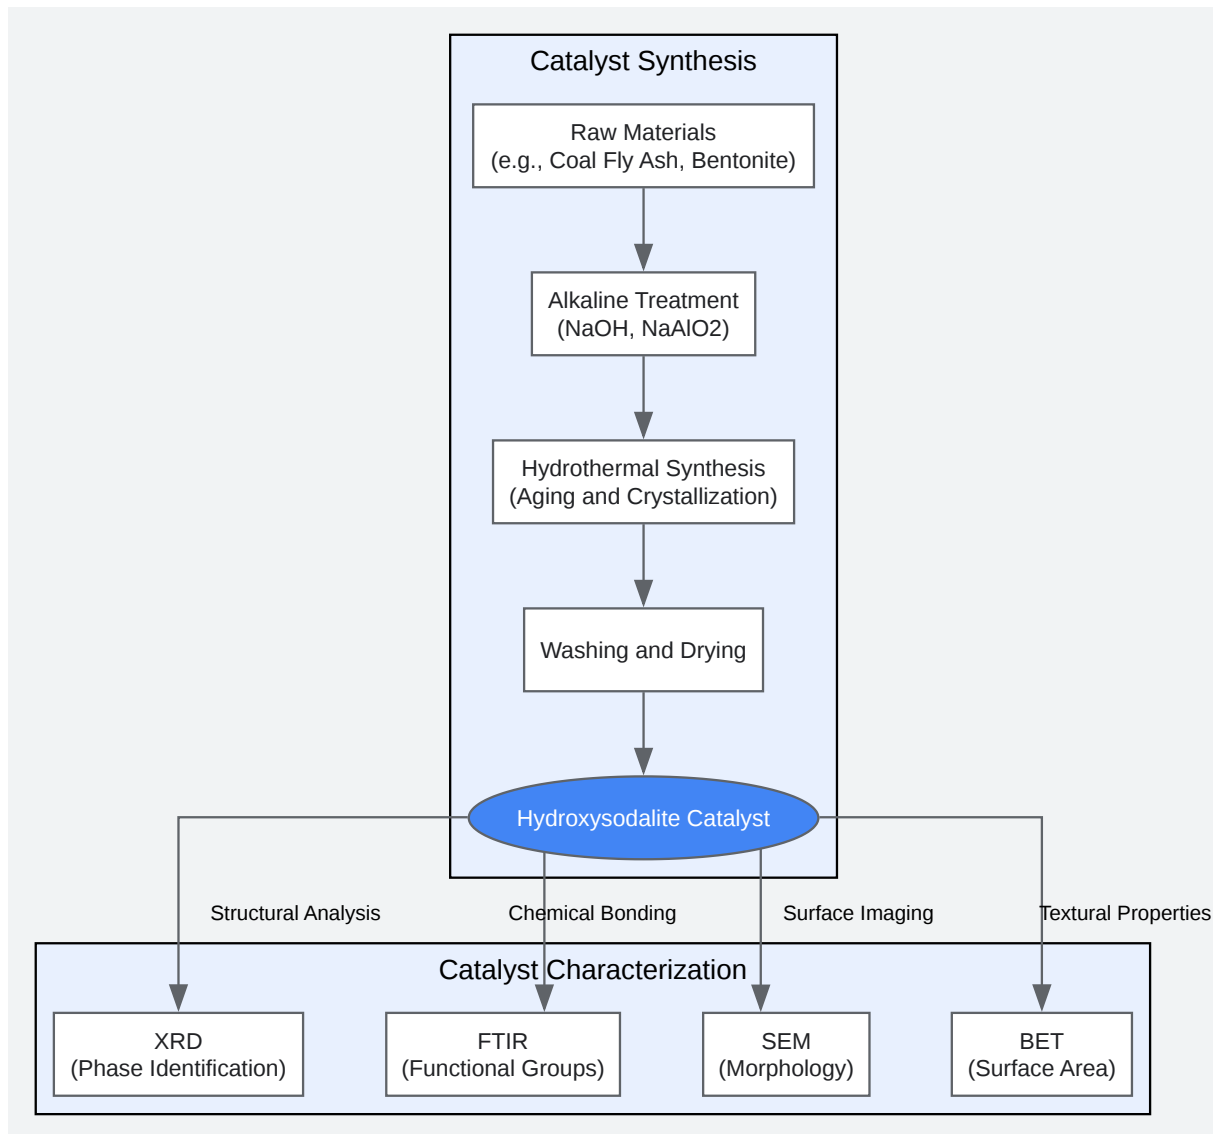 Catalyst Synthesis
Raw Materials
(e.g., Coal Fly Ash, Bentonite)
Alkaline Treatment
(NaOH, NaAlO2)
Hydrothermal Synthesis
(Aging and Crystallization)
Washing and Drying
Hydroxysodalite Catalyst
Structural Analysis
Chemical Bonding
Surface Imaging
Textural Properties
Catalyst Characterization
XRD
(Phase Identification)
FTIR
(Functional Groups)
SEM
(Morphology)
BET
(Surface Area)